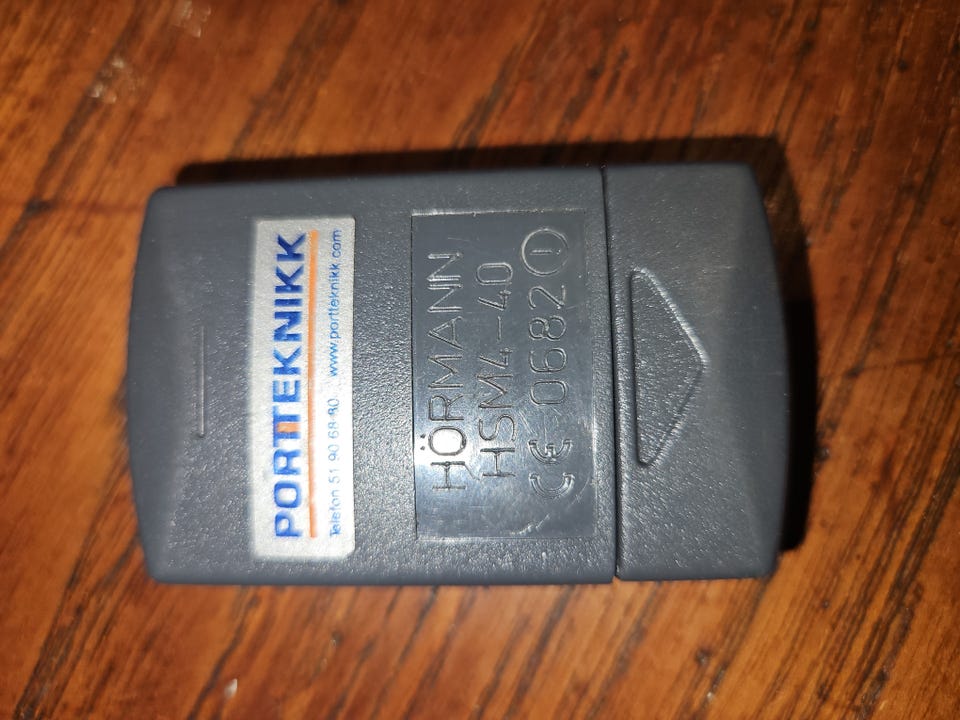 PORTTEKNIKK
Telefon 51 90 68 80 www.portteknikk.com
HÖRMANN
HSM4-40
CE 0682 !